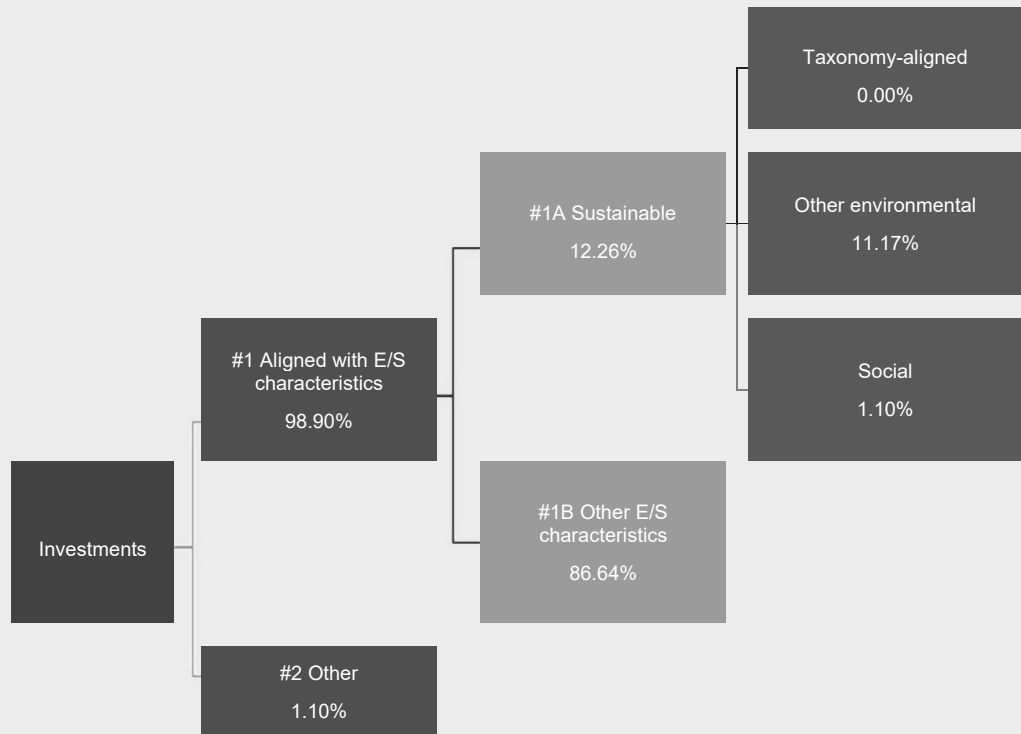 Taxonomy-aligned
0.00%
#1A Sustainable
12.26%
Other environmental
11.17%
#1 Aligned with E/S
characteristics
98.90%
Social
1.10%
Investments
#1B Other E/S
characteristics
86.64%
#2 Other
1.10%